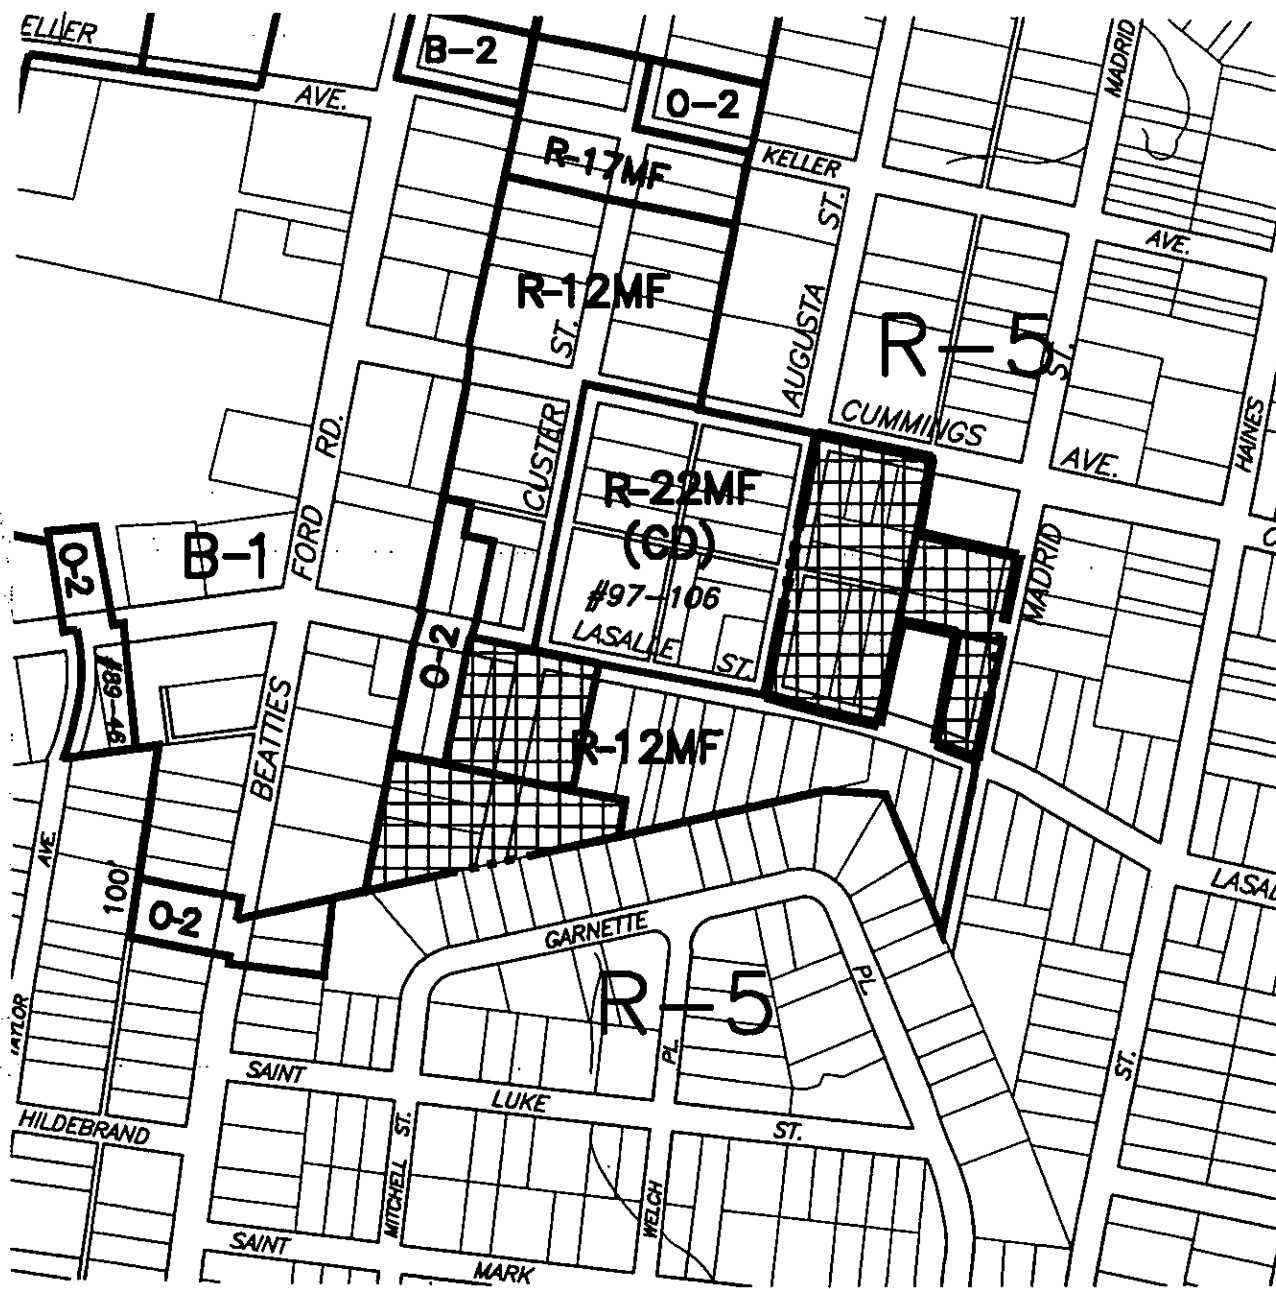 ELLER
AVE.
B-2
O-2
MADRID
R-17MF
KELLER
ST.
AVE.
R-12MF
ST.
AUGUSTA
R-5
ST.
CUMMINGS
AVE.
HAINES
RD.
CUSTER
R-22MF
(CD)
#97-106
FORD
B-1
O-2
MADRID
LASALLE
ST.
O-2
#89-46
BEATTIES
R-12MF
AVE.
100'
O-2
LASAL
GARNETTE
PL.
R-5
TAYLOR
PL.
ST.
SAINT
LUKE
ST.
HILDEBRAND
ST.
MITCHELL
WELCH
SAINT
MARK